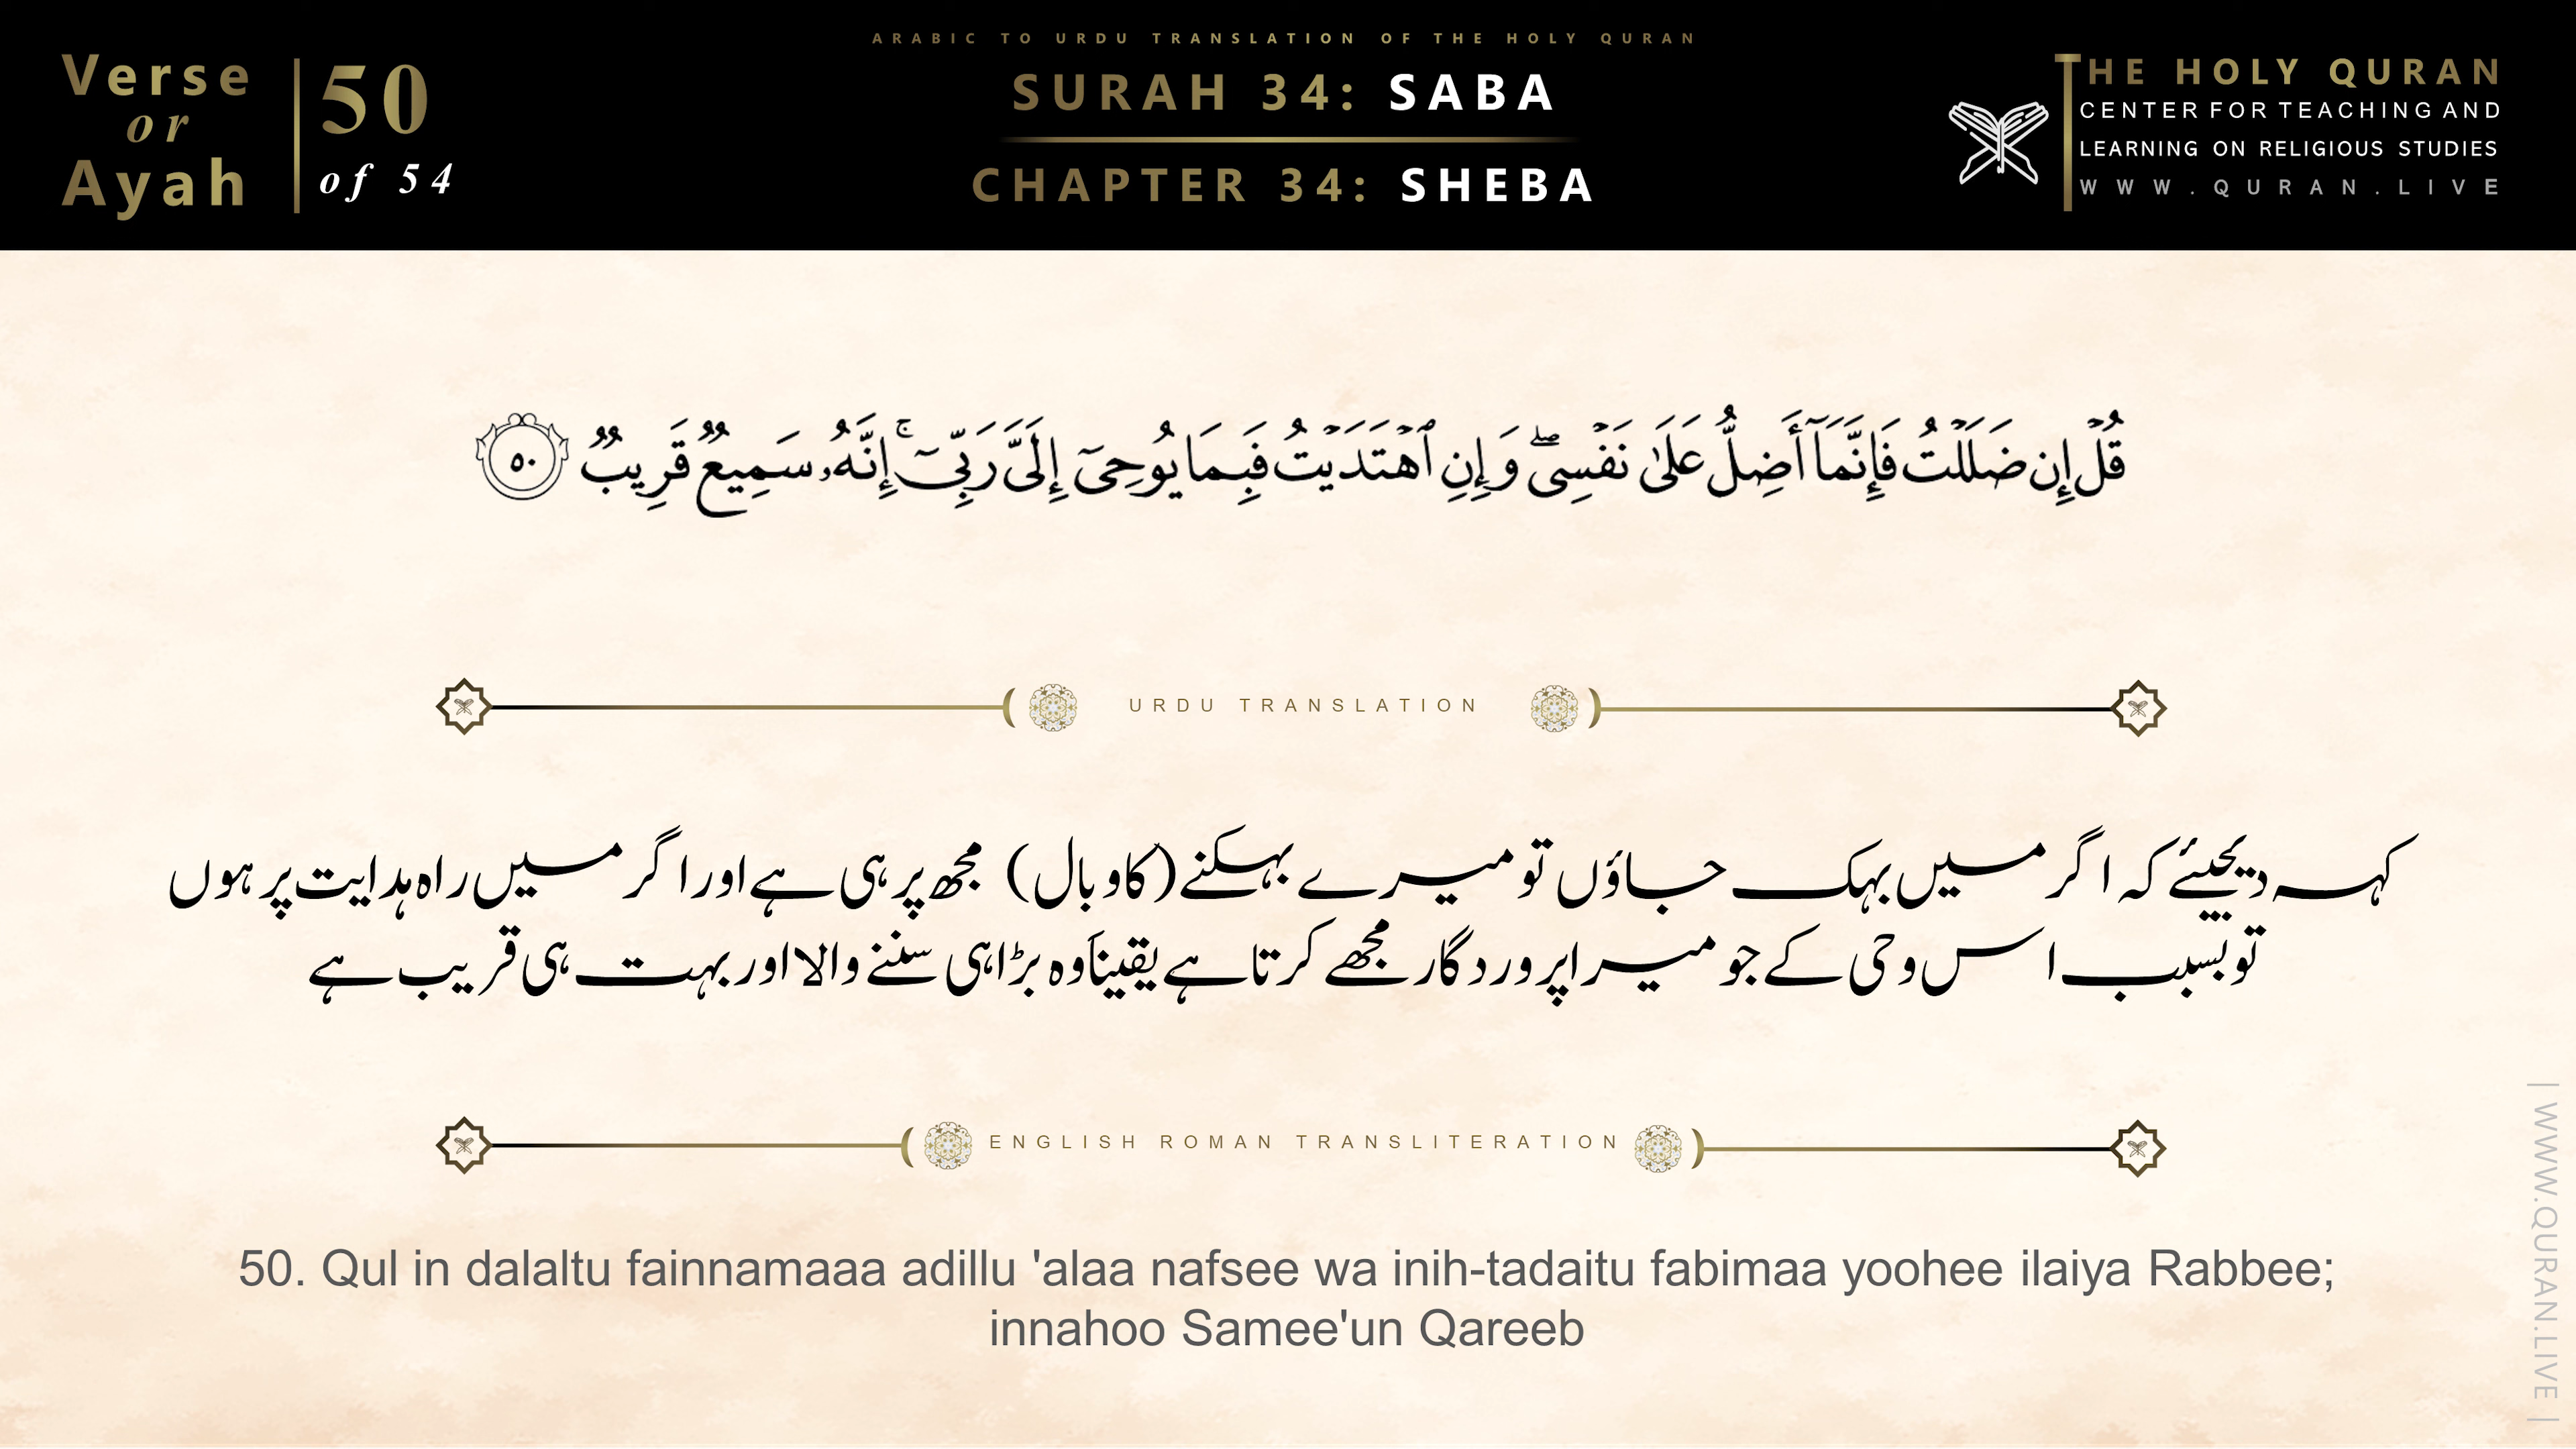 ARABIC TO URDU TRANSLATION OF THE HOLY QURAN
Verse
or
Ayah
50
of 54
SURAH 34: SABA
CHAPTER 34: SHEBA
THE HOLY QURAN
CENTER FOR TEACHING AND
LEARNING ON RELIGIOUS STUDIES
WWW.QURAN.LIVE
قُلْ إِن ضَلَلْتُ فَإِنَّمَآ أَضِلُّ عَلَىٰ نَفْسِى ۖ وَإِنِ ٱهْتَدَيْتُ فَبِمَا يُوحِىٓ إِلَىَّ رَبِّىٓ ۚ إِنَّهُۥ سَمِيعٌ قَرِيبٌ ٥٠
URDU TRANSLATION
کہہ دیجیئے کہ اگر میں بہک جاؤں تو میرے بہکنے (کا وبال) مجھ پر ہی ہے اور اگر میں راہ ہدایت پر ہوں
تو بسبب اس وحی کے جو میرا پروردگار مجھے کرتا ہے یقیناً وہ بڑا ہی سننے والا اور بہت ہی قریب ہے
ENGLISH ROMAN TRANSLITERATION
50. Qul in dalaltu fainnamaaa adillu 'alaa nafsee wa inih-tadaitu fabimaa yoohee ilaiya Rabbee;
innahoo Samee'un Qareeb
| WWW.QURAN.LIVE |